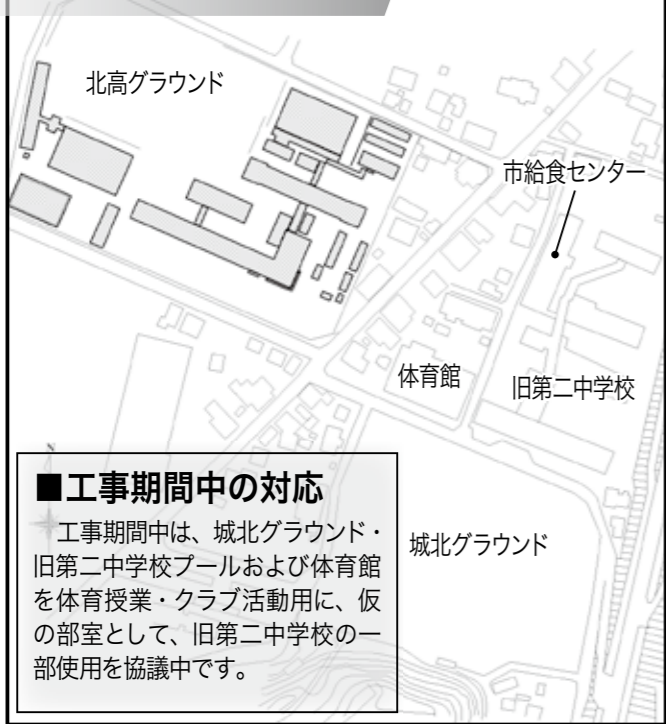 北高グラウンド
市給食センター
体育館
旧第二中学校
城北グラウンド
■工事期間中の対応
　工事期間中は、城北グラウンド・
旧第二中学校プールおよび体育館
を体育授業・クラブ活動用に、仮
の部室として、旧第二中学校の一
部使用を協議中です。